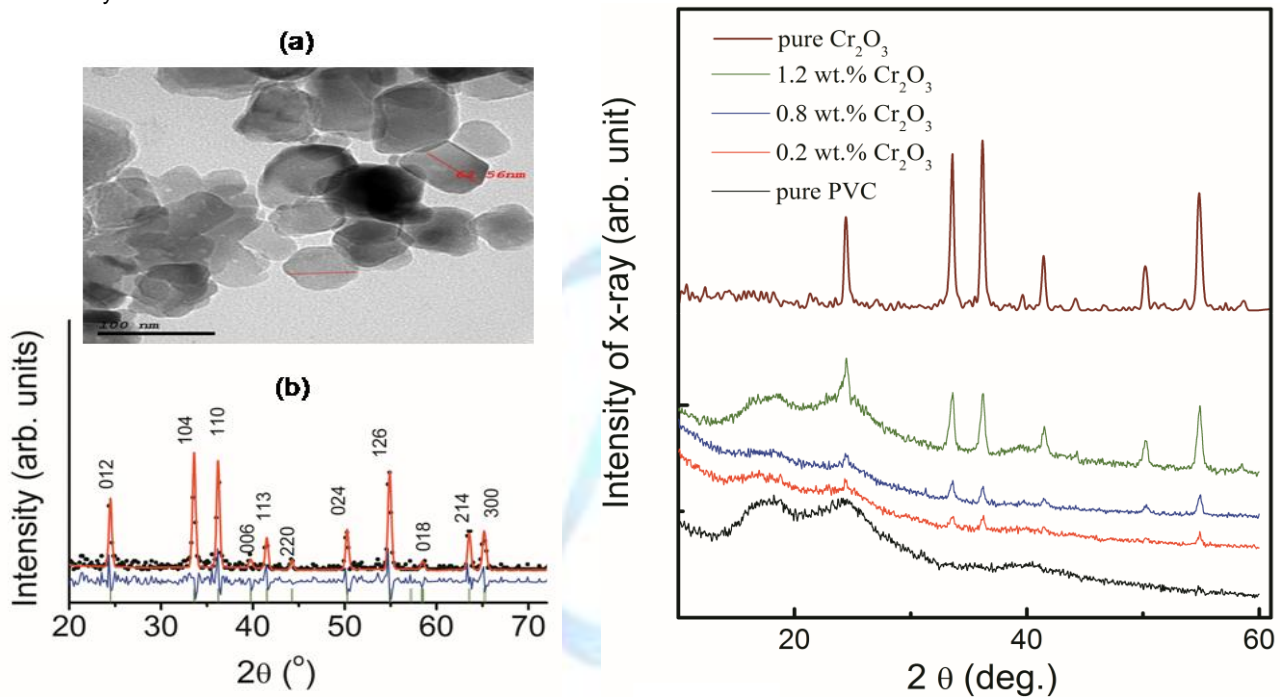 (a)
63.56nm
100 nm
(b)
Intensity (arb. units)
012
104
110
006
113
220
024
126
018
214
300
20 30 40 50 60 70
2θ (°)
Intensity of x-ray (arb. unit)
pure Cr₂O₃
1.2 wt.% Cr₂O₃
0.8 wt.% Cr₂O₃
0.2 wt.% Cr₂O₃
pure PVC
20 40 60
2 θ (deg.)